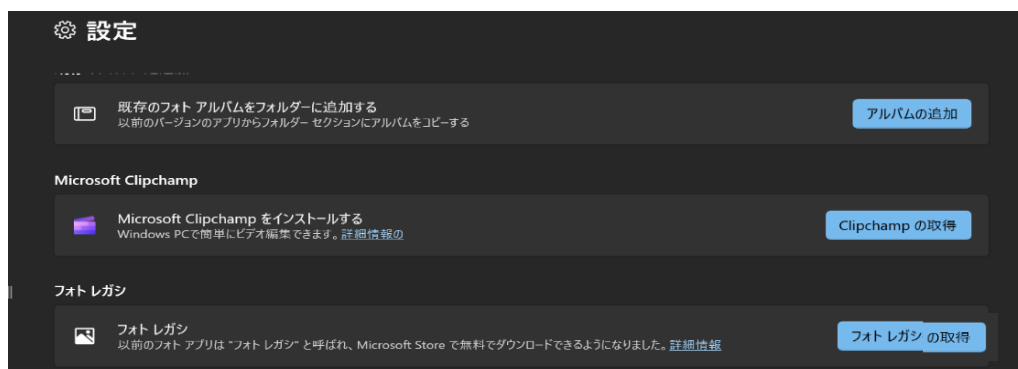 設定
既存のフォト アルバムをフォルダーに追加する
以前のバージョンのアプリからフォルダー セクションにアルバムをコピーする
アルバムの追加
Microsoft Clipchamp
Microsoft Clipchamp をインストールする
Windows PCで簡単にビデオ編集できます。詳細情報の
Clipchamp の取得
フォト レガシ
フォト レガシ
以前のフォト アプリは "フォト レガシ" と呼ばれ、Microsoft Store で無料でダウンロードできるようになりました。詳細情報
フォト レガシ の取得